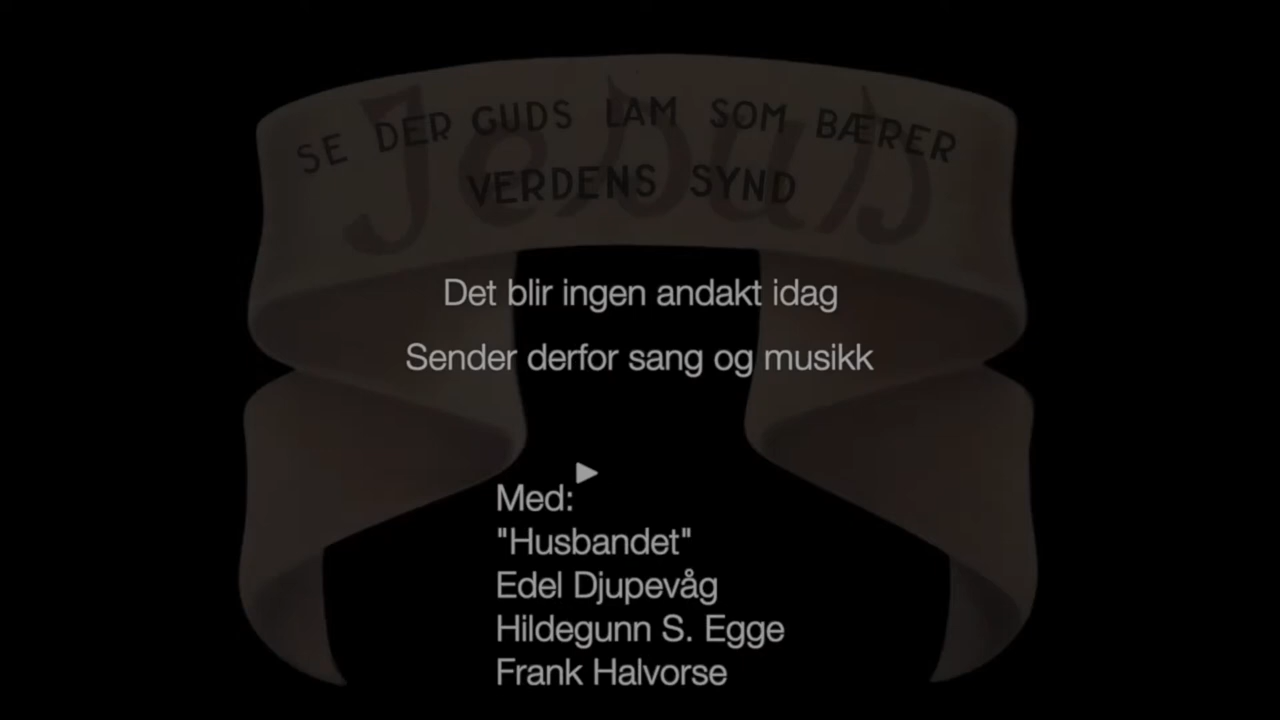 Jesus
SE DER GUDS LAM SOM BÆRER
VERDENS SYND
Det blir ingen andakt idag
Sender derfor sang og musikk
Med:
"Husbandet"
Edel Djupevåg
Hildegunn S. Egge
Frank Halvorse